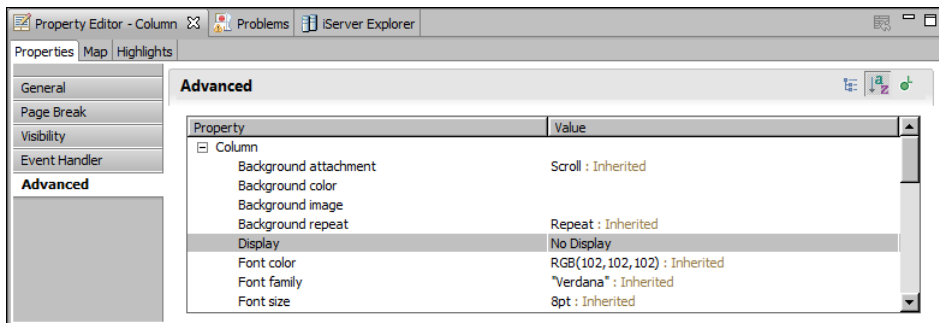 Property Editor - Column Problems iServer Explorer
Properties Map Highlights
General
Page Break
Visibility
Event Handler
Advanced
Advanced
Property Value
Column
Background attachment Scroll : Inherited
Background color
Background image
Background repeat Repeat : Inherited
Display No Display
Font color RGB(102,102,102) : Inherited
Font family "Verdana" : Inherited
Font size 8pt : Inherited